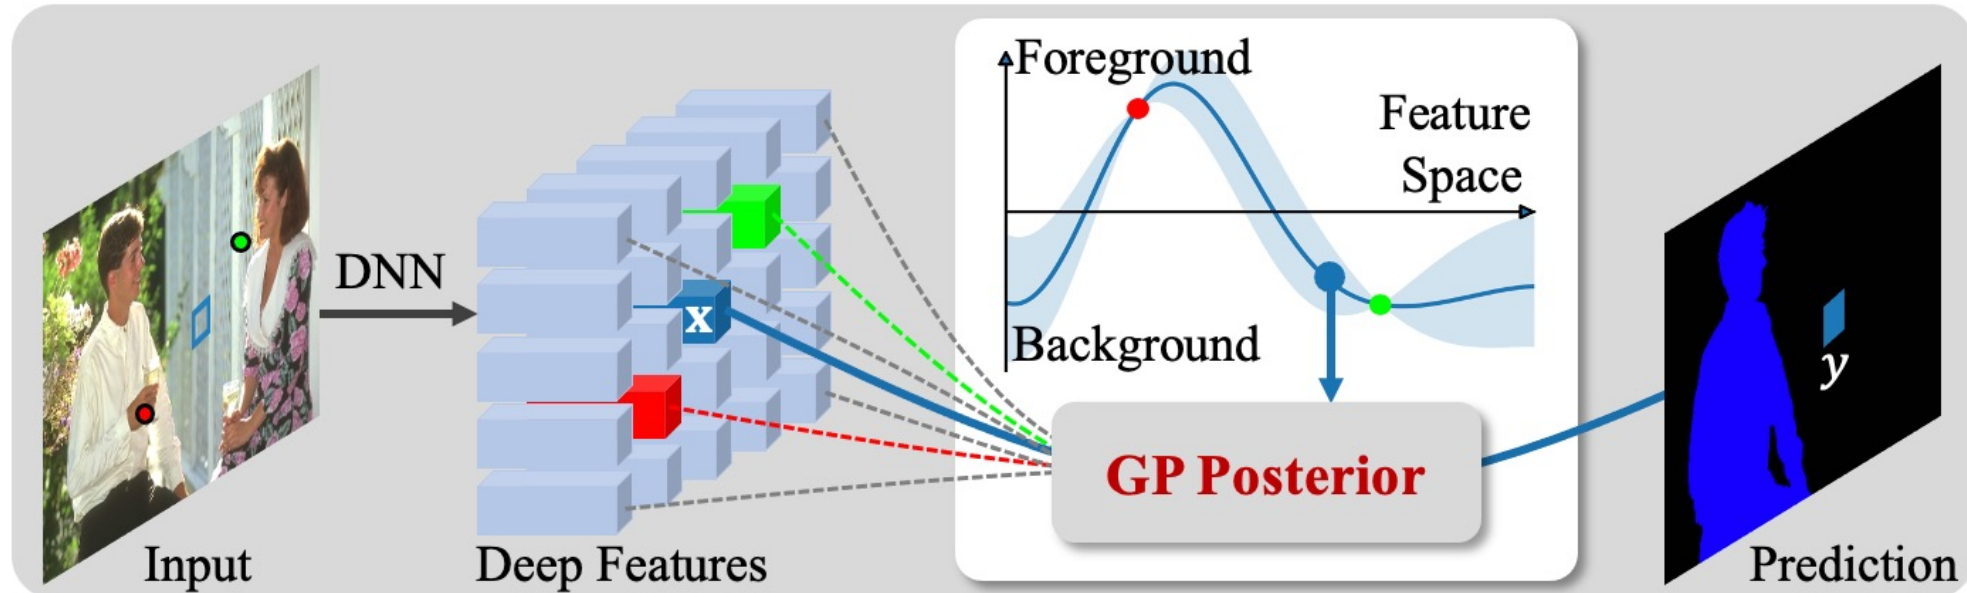 Input
DNN
Deep Features
x
Foreground
Feature
Space
Background
GP Posterior
y
Prediction